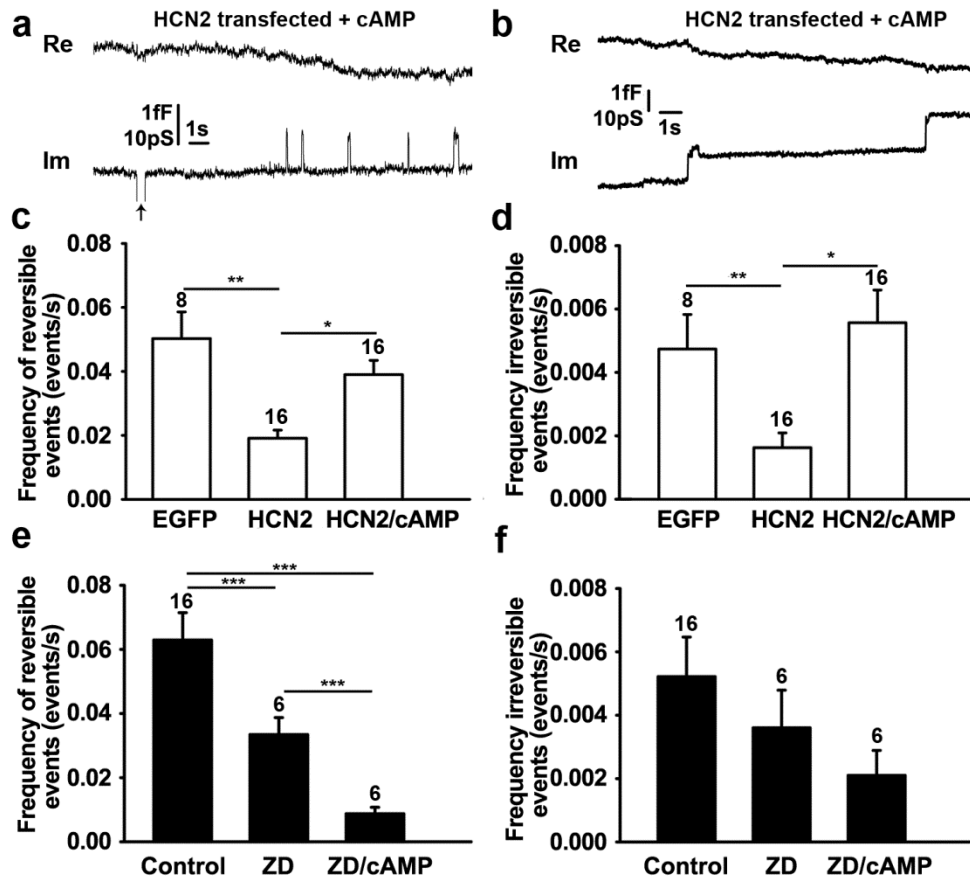 a HCN2 transfected + cAMP
Re
1fF
10pS 1s
Im
b HCN2 transfected + cAMP
Re
1fF
10pS 1s
Im
c
Frequency of reversible
events (events/s)
0.08
0.06
0.04
0.02
0.00
**
*
8
16
16
EGFP HCN2 HCN2/cAMP
d
Frequency irreversible
events (events/s)
0.008
0.006
0.004
0.002
0.000
**
*
8
16
16
EGFP HCN2 HCN2/cAMP
e
Frequency of reversible
events (events/s)
0.08
0.06
0.04
0.02
0.00
***
***
***
16
6
6
Control ZD ZD/cAMP
f
Frequency irreversible
events (events/s)
0.008
0.006
0.004
0.002
0.000
16
6
6
Control ZD ZD/cAMP